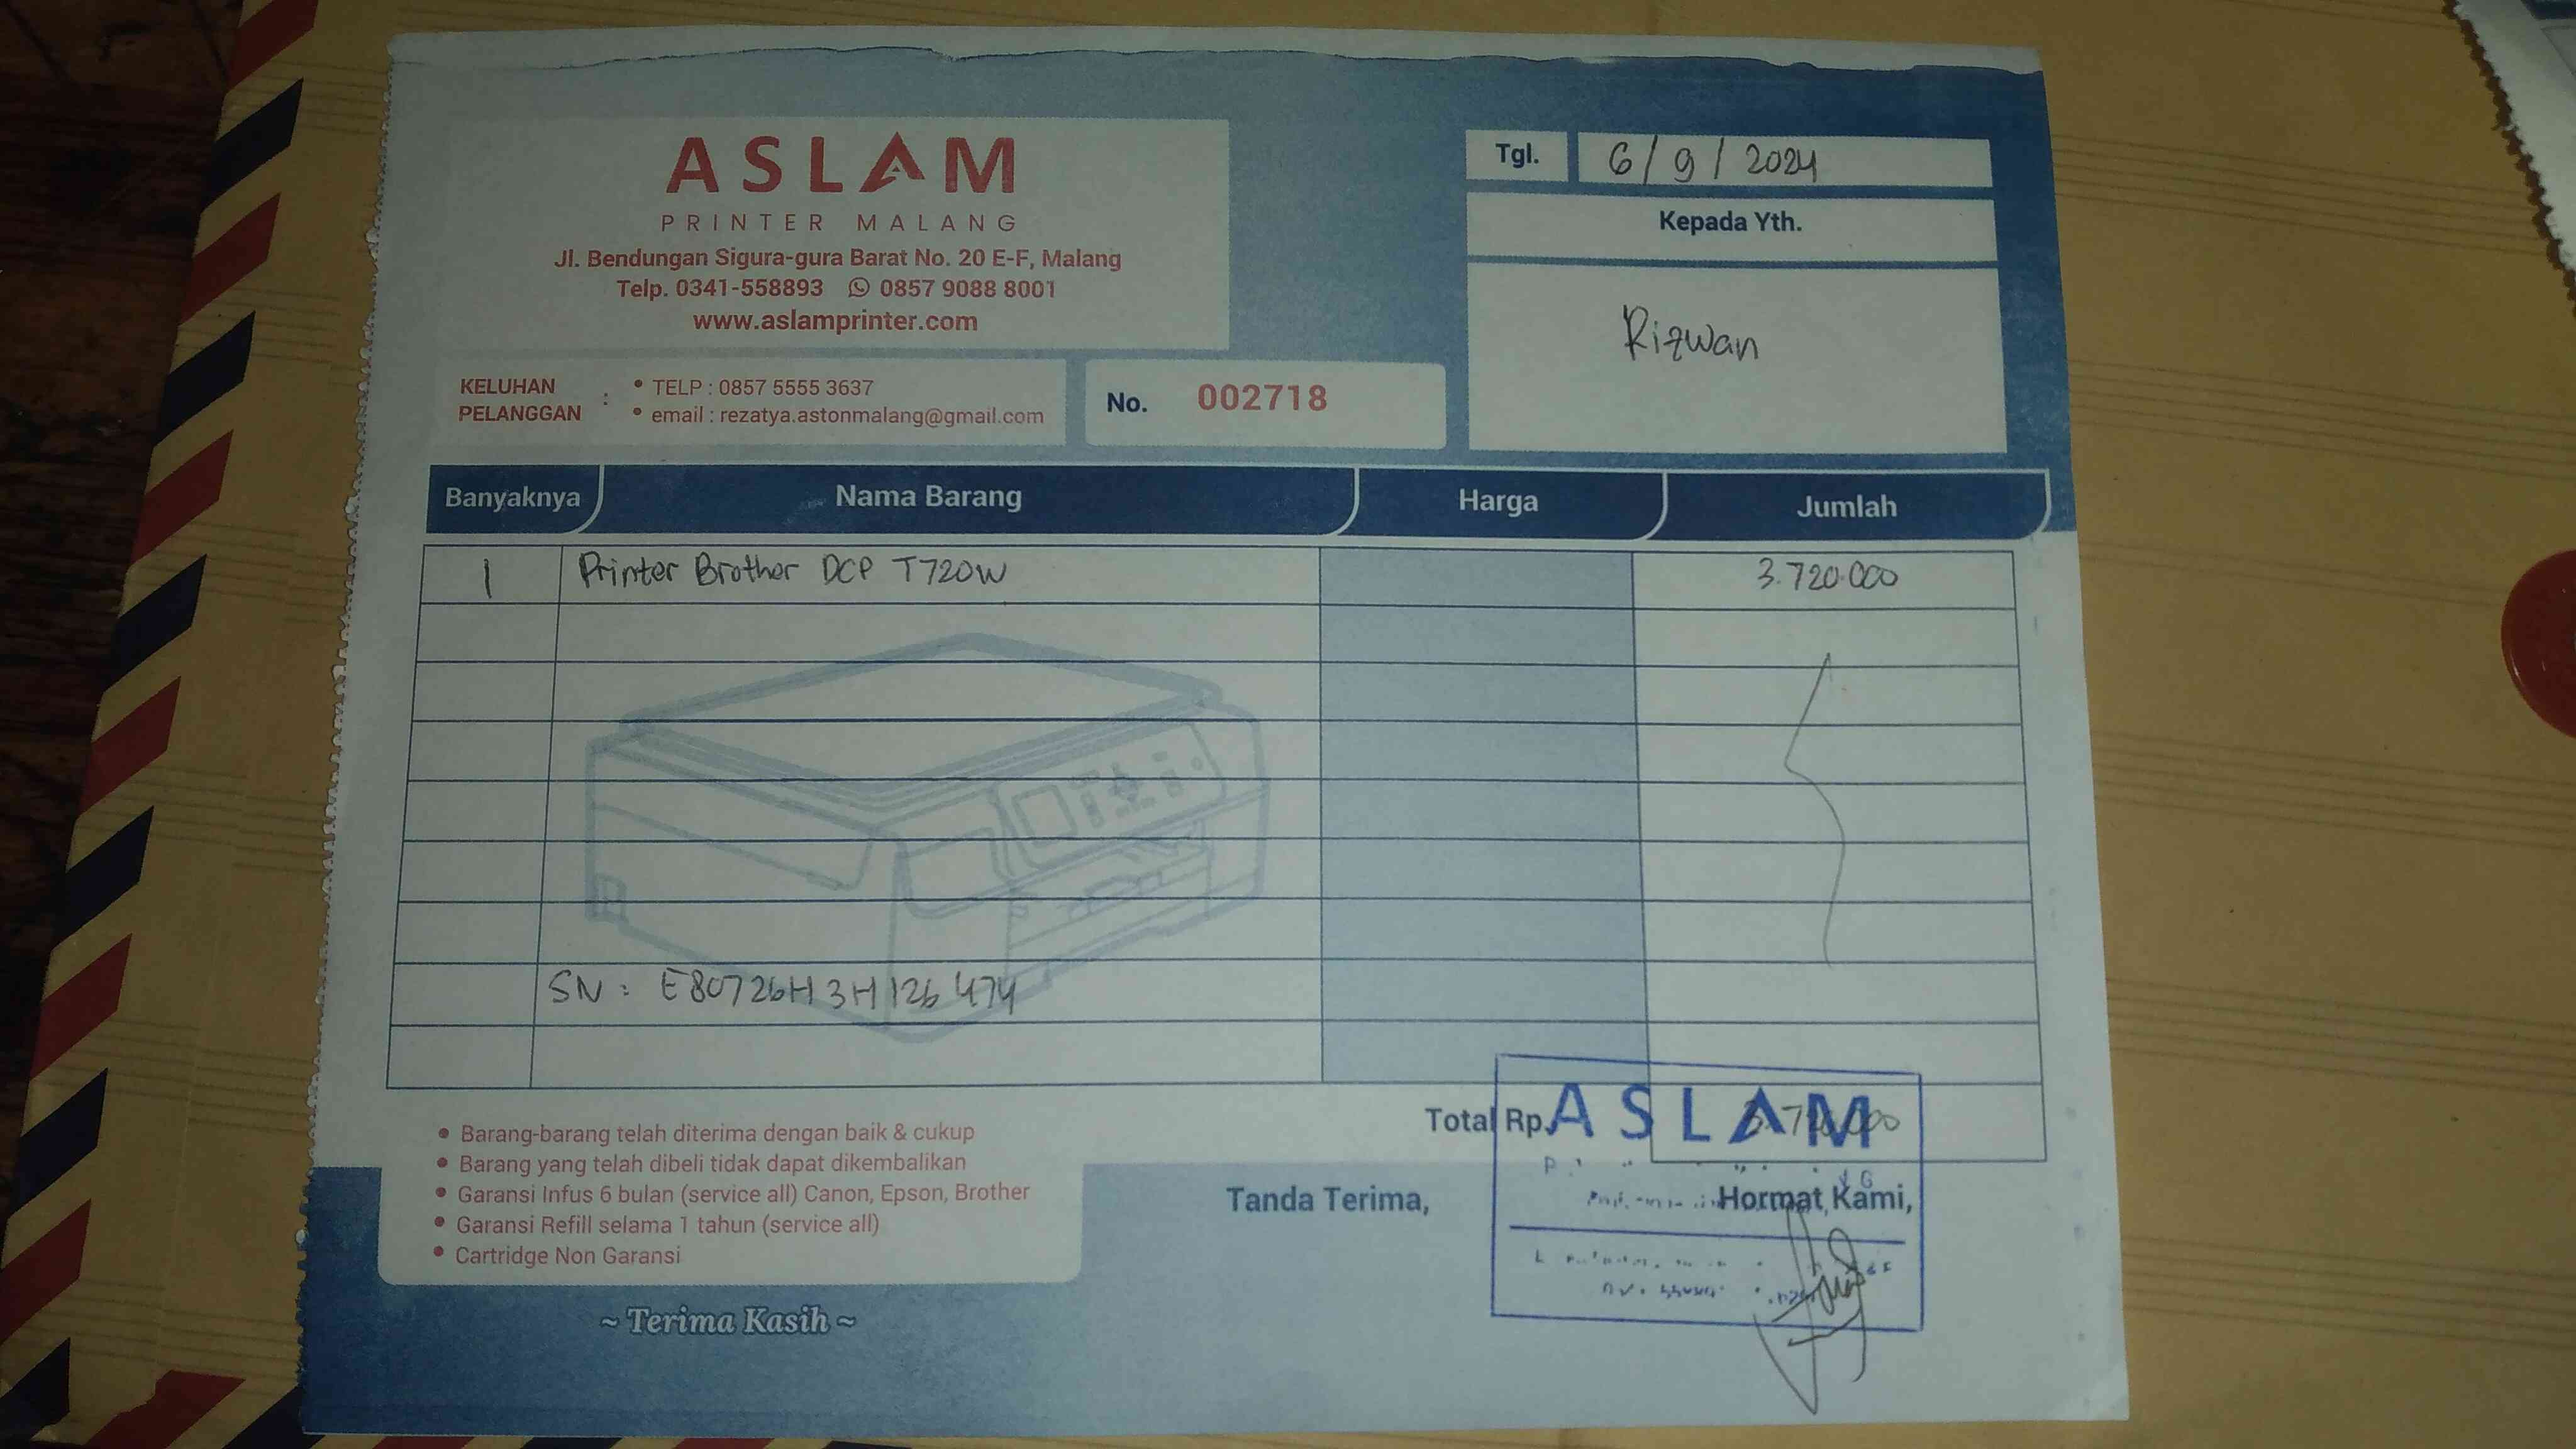 ASLAM
PRINTER MALANG
Jl. Bendungan Sigura-gura Barat No. 20 E-F, Malang
Telp. 0341-558893 0857 9088 8001
www.aslamprinter.com
Tgl. 6/9/2024
Kepada Yth.
Rizwan
KELUHAN PELANGGAN :
• TELP : 0857 5555 3637
• email : rezatya.astonmalang@gmail.com
No. 002718
Banyaknya Nama Barang Harga Jumlah
1 Printer Brother DCP T720W 3.720.000
SN : E80726H3H126474
Total Rp. 3.720.000
ASLAM
• Barang-barang telah diterima dengan baik & cukup
• Barang yang telah dibeli tidak dapat dikembalikan
• Garansi Infus 6 bulan (service all) Canon, Epson, Brother
• Garansi Refill selama 1 tahun (service all)
• Cartridge Non Garansi
Tanda Terima, Hormat Kami,
~ Terima Kasih ~